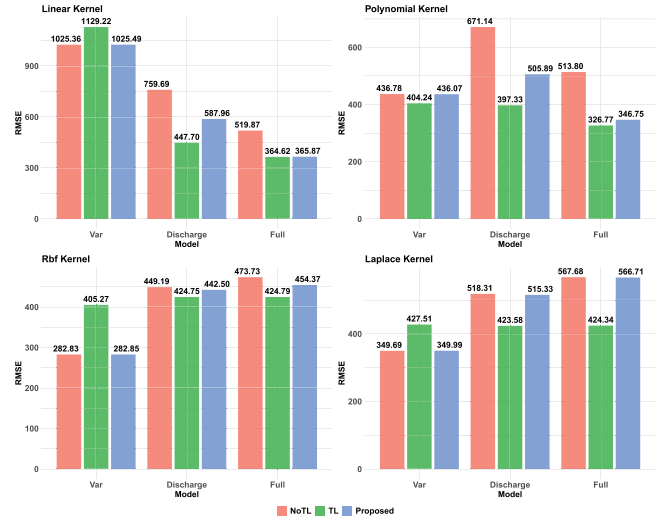 Linear Kernel
RMSE
900
600
300
0
1025.36
1129.22
1025.49
759.69
447.70
587.96
519.87
364.62
365.87
Var
Discharge
Full
Model
Polynomial Kernel
RMSE
600
400
200
0
436.78
404.24
436.07
671.14
397.33
505.89
513.80
326.77
346.75
Var
Discharge
Full
Model
Rbf Kernel
RMSE
400
300
200
100
0
282.83
405.27
282.85
449.19
424.75
442.50
473.73
424.79
454.37
Var
Discharge
Full
Model
Laplace Kernel
RMSE
400
200
0
349.69
427.51
349.99
518.31
423.58
515.33
567.68
424.34
566.71
Var
Discharge
Full
Model
NoTL TL Proposed